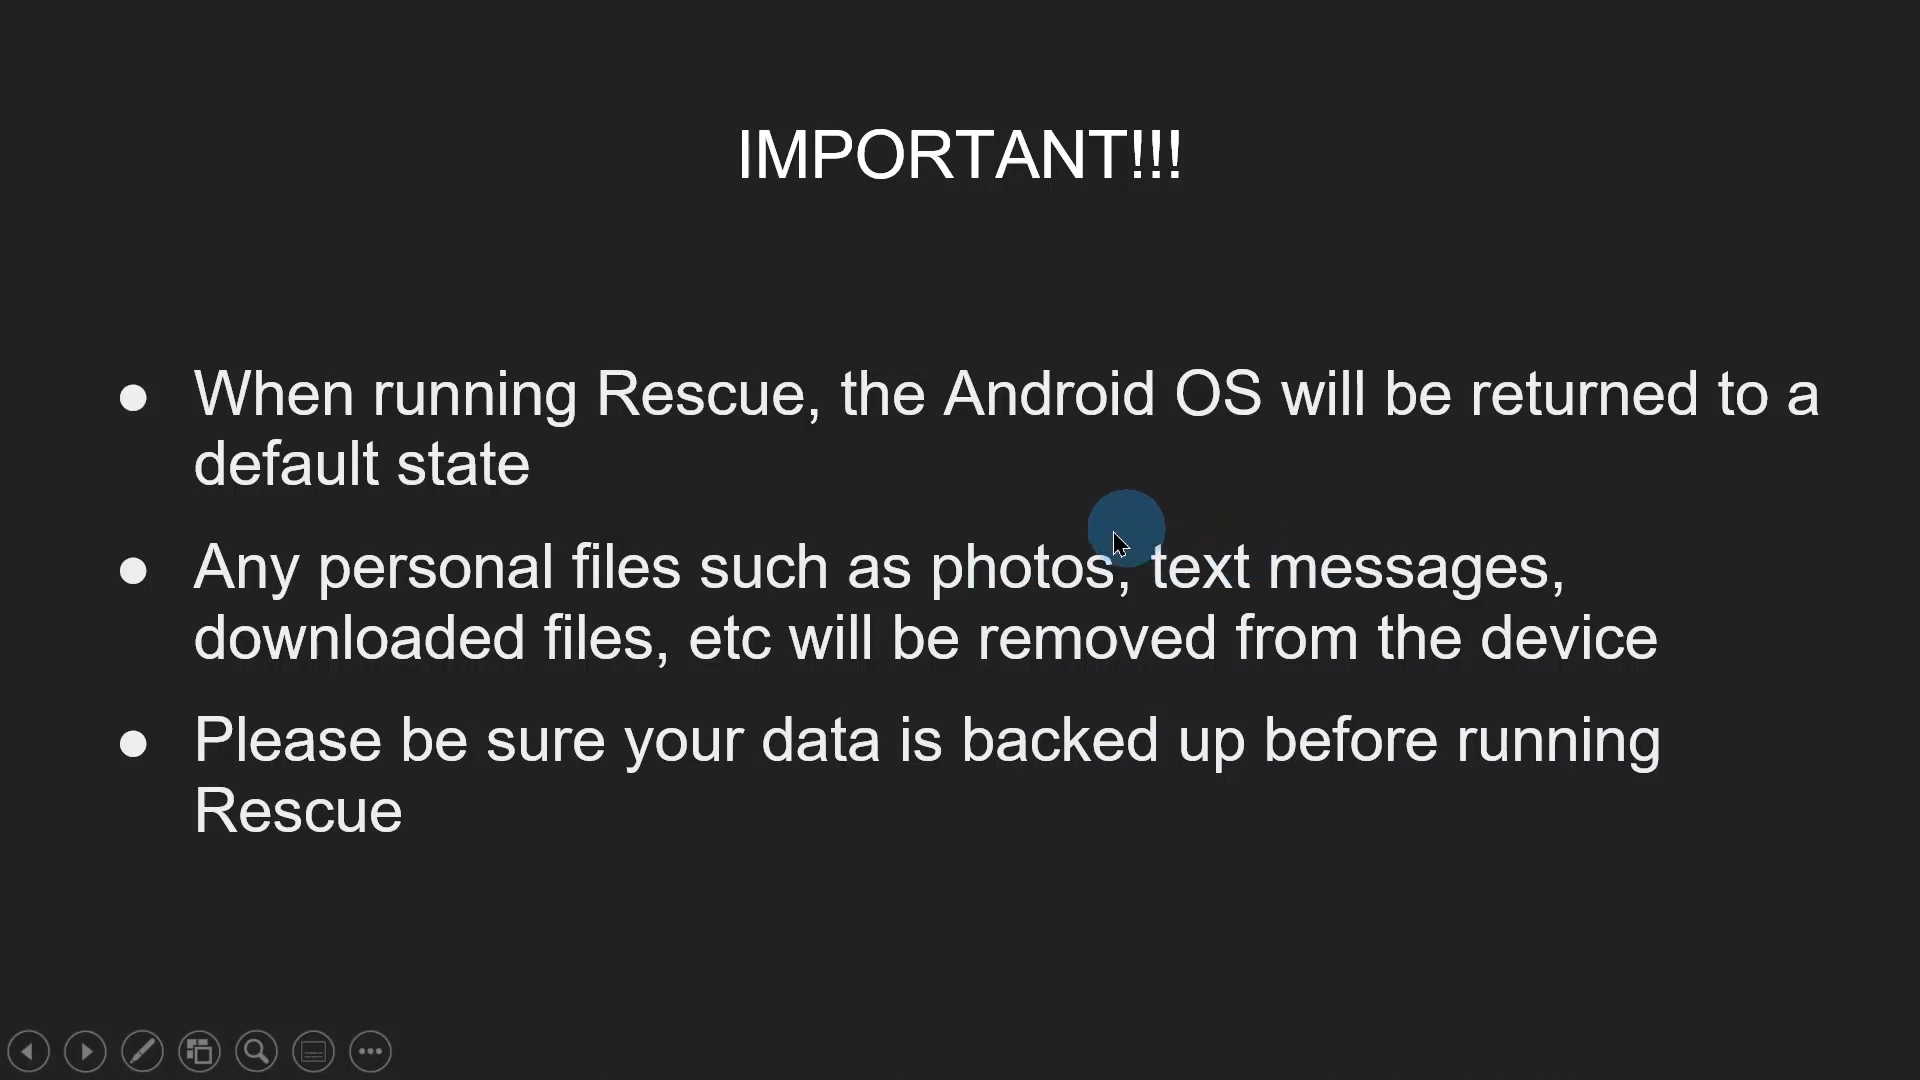 IMPORTANT!!!
● When running Rescue, the Android OS will be returned to a
default state
● Any personal files such as photos, text messages,
downloaded files, etc will be removed from the device
● Please be sure your data is backed up before running
Rescue